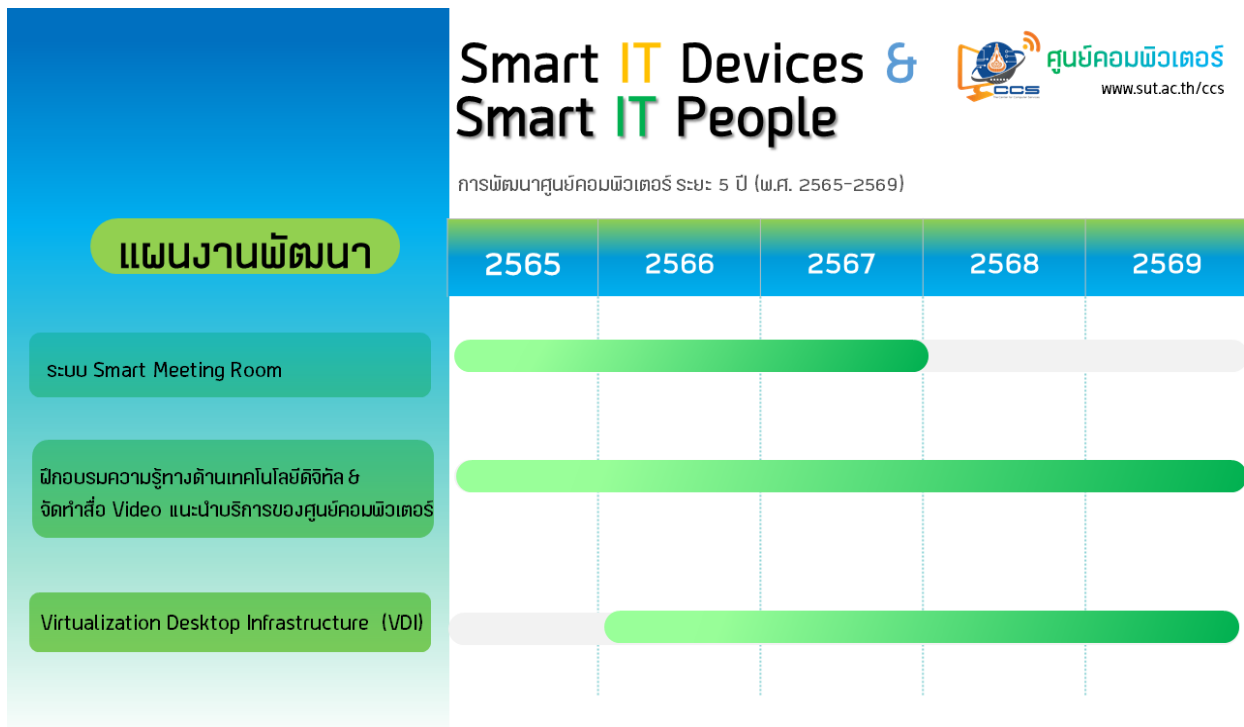 Smart IT Devices &
Smart IT People
CCS
ศูนย์คอมพิวเตอร์
www.sut.ac.th/ccs
การพัฒนาศูนย์คอมพิวเตอร์ ระยะ 5 ปี (พ.ศ. 2565-2569)
แผนงานพัฒนา
2565 2566 2567 2568 2569
ระบบ Smart Meeting Room
ฝึกอบรมความรู้ทางด้านเทคโนโลยีดิจิทัล &
จัดทำสื่อ Video แนะนำบริการของศูนย์คอมพิวเตอร์
Virtualization Desktop Infrastructure (VDI)